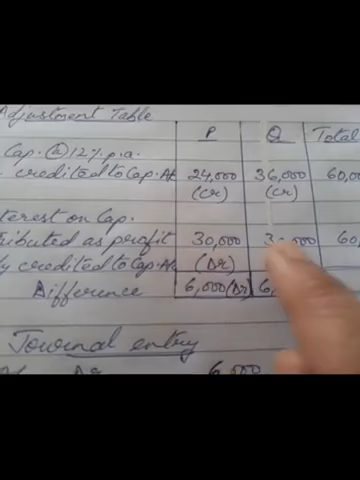 Adjustment Table
P Q Total
Cap. @ 12% p.a.
credited to Cap. A/c 24,000 36,000 60,00
(Cr) (Cr)
terest on Cap.
tributed as profit 30,000 60,
ly credited to Cap. A/c (Dr)
Difference 6,000 (Dr) 6,
Journal entry
6,000